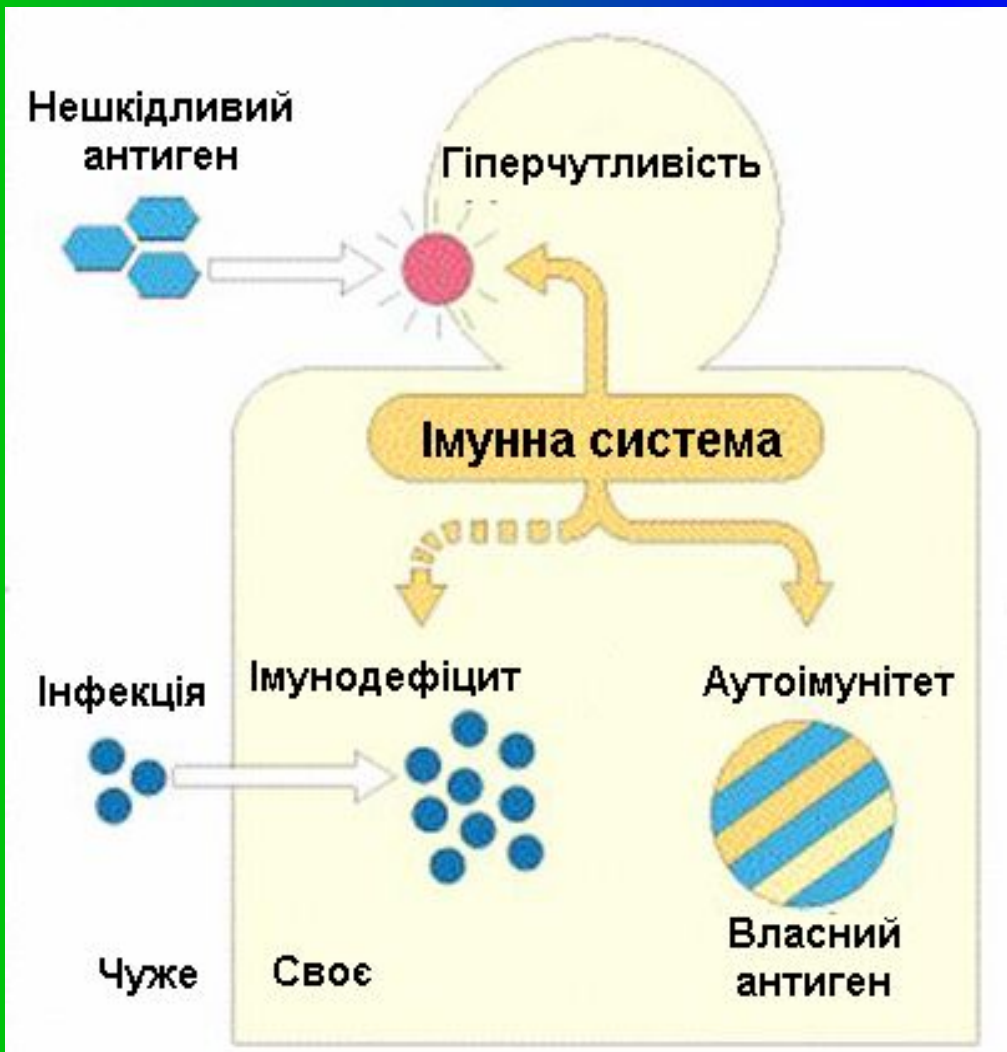 Нешкідливий
антиген
Гіперчутливість
Імунна система
Інфекція
Імунодефіцит
Аутоімунітет
Власний
антиген
Чуже
Своє